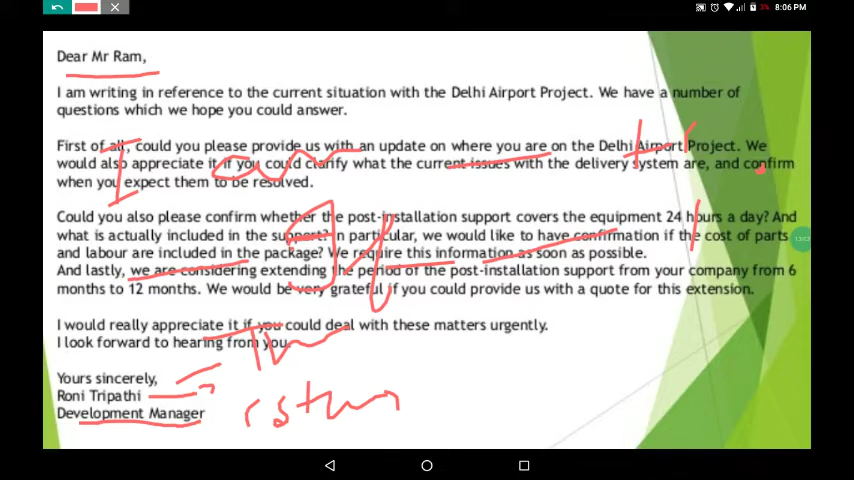 8:06 PM
3%
Dear Mr Ram,
I am writing in reference to the current situation with the Delhi Airport Project. We have a number of
questions which we hope you could answer.
First of all, could you please provide us with an update on where you are on the Delhi Airport Project. We
would also appreciate it if you could clarify what the current issues with the delivery system are, and confirm
when you expect them to be resolved.
Could you also please confirm whether the post-installation support covers the equipment 24 hours a day? And
what is actually included in the support? In particular, we would like to have confirmation if the cost of parts
and labour are included in the package? We require this information as soon as possible.
And lastly, we are considering extending the period of the post-installation support from your company from 6
months to 12 months. We would be very grateful if you could provide us with a quote for this extension.
I would really appreciate it if you could deal with these matters urgently.
I look forward to hearing from you.
Yours sincerely,
Roni Tripathi
Development Manager
I am